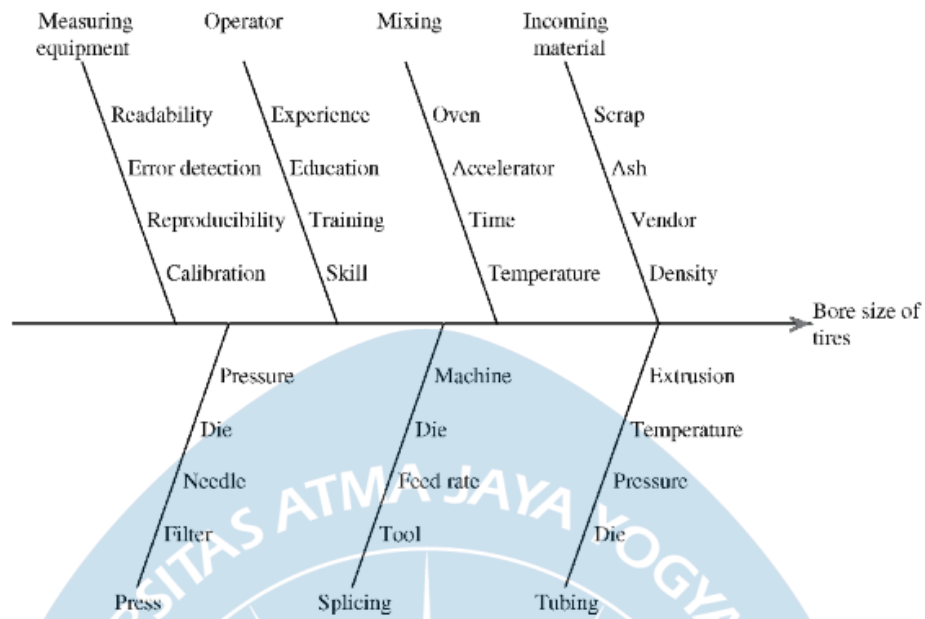 Measuring
equipment
Operator
Mixing
Incoming
material
Readability
Experience
Oven
Scrap
Error detection
Education
Accelerator
Ash
Reproducibility
Training
Time
Vendor
Calibration
Skill
Temperature
Density
Bore size of
tires
Pressure
Machine
Extrusion
Die
Die
Temperature
Needle
Feed rate
Pressure
Filter
Tool
Die
Press
Splicing
Tubing
ATMA JAYA